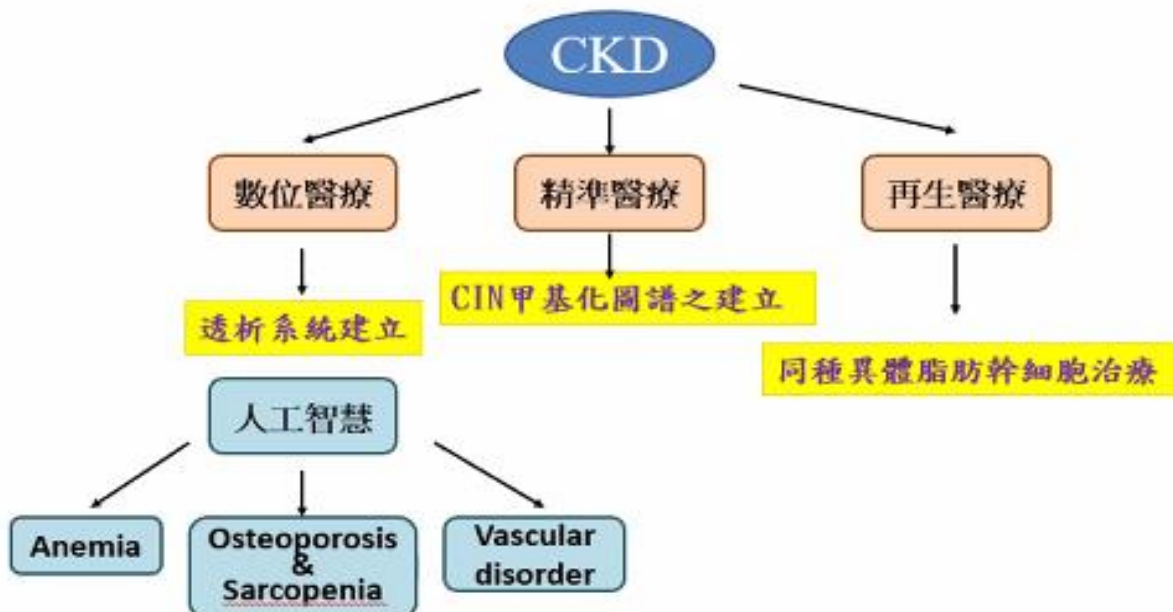 CKD
數位醫療
精準醫療
再生醫療
透析系統建立
CIN甲基化圖譜之建立
同種異體脂肪幹細胞治療
人工智慧
Anemia
Osteoporosis
&
Sarcopenia
Vascular
disorder